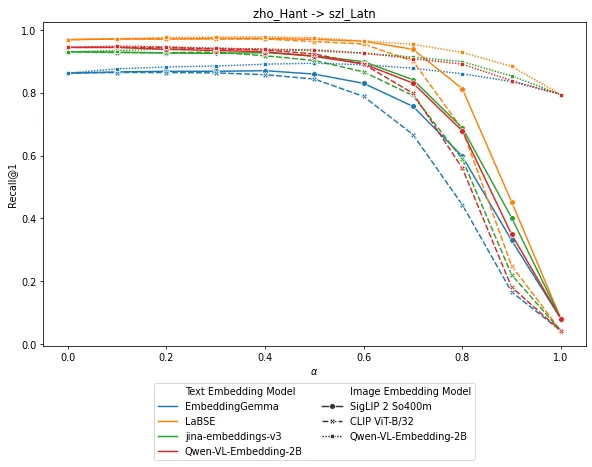 zho_Hant -> szl_Latn
Recall@1
1.0
0.8
0.6
0.4
0.2
0.0
0.0 0.2 0.4 0.6 0.8 1.0
α
Text Embedding Model
EmbeddingGemma
LaBSE
jina-embeddings-v3
Qwen-VL-Embedding-2B
Image Embedding Model
SigLIP 2 So400m
CLIP ViT-B/32
Qwen-VL-Embedding-2B